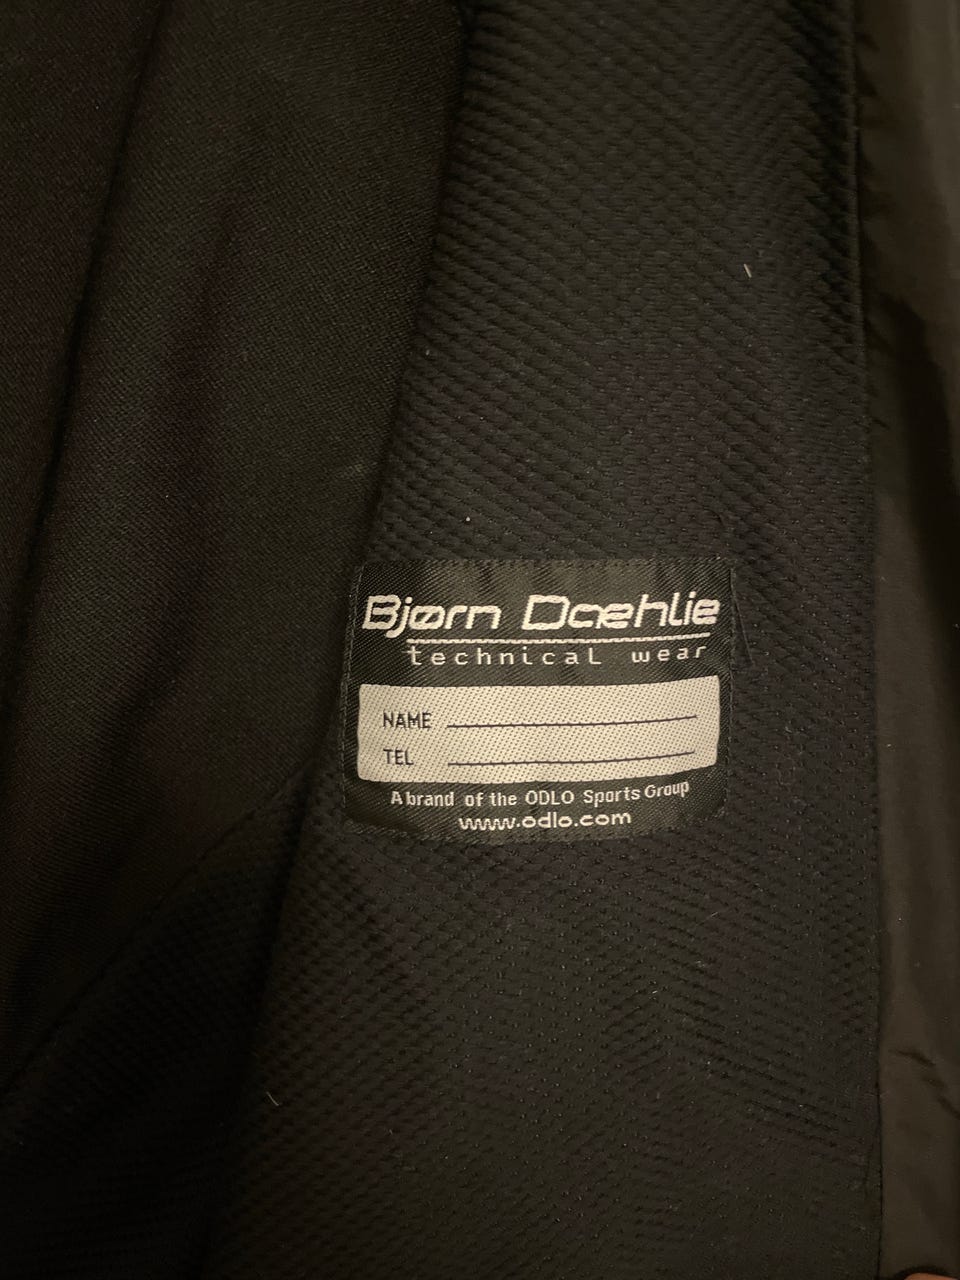 Bjørn Dæhlie
technical wear
NAME
TEL
A brand of the ODLO Sports Group
www.odlo.com